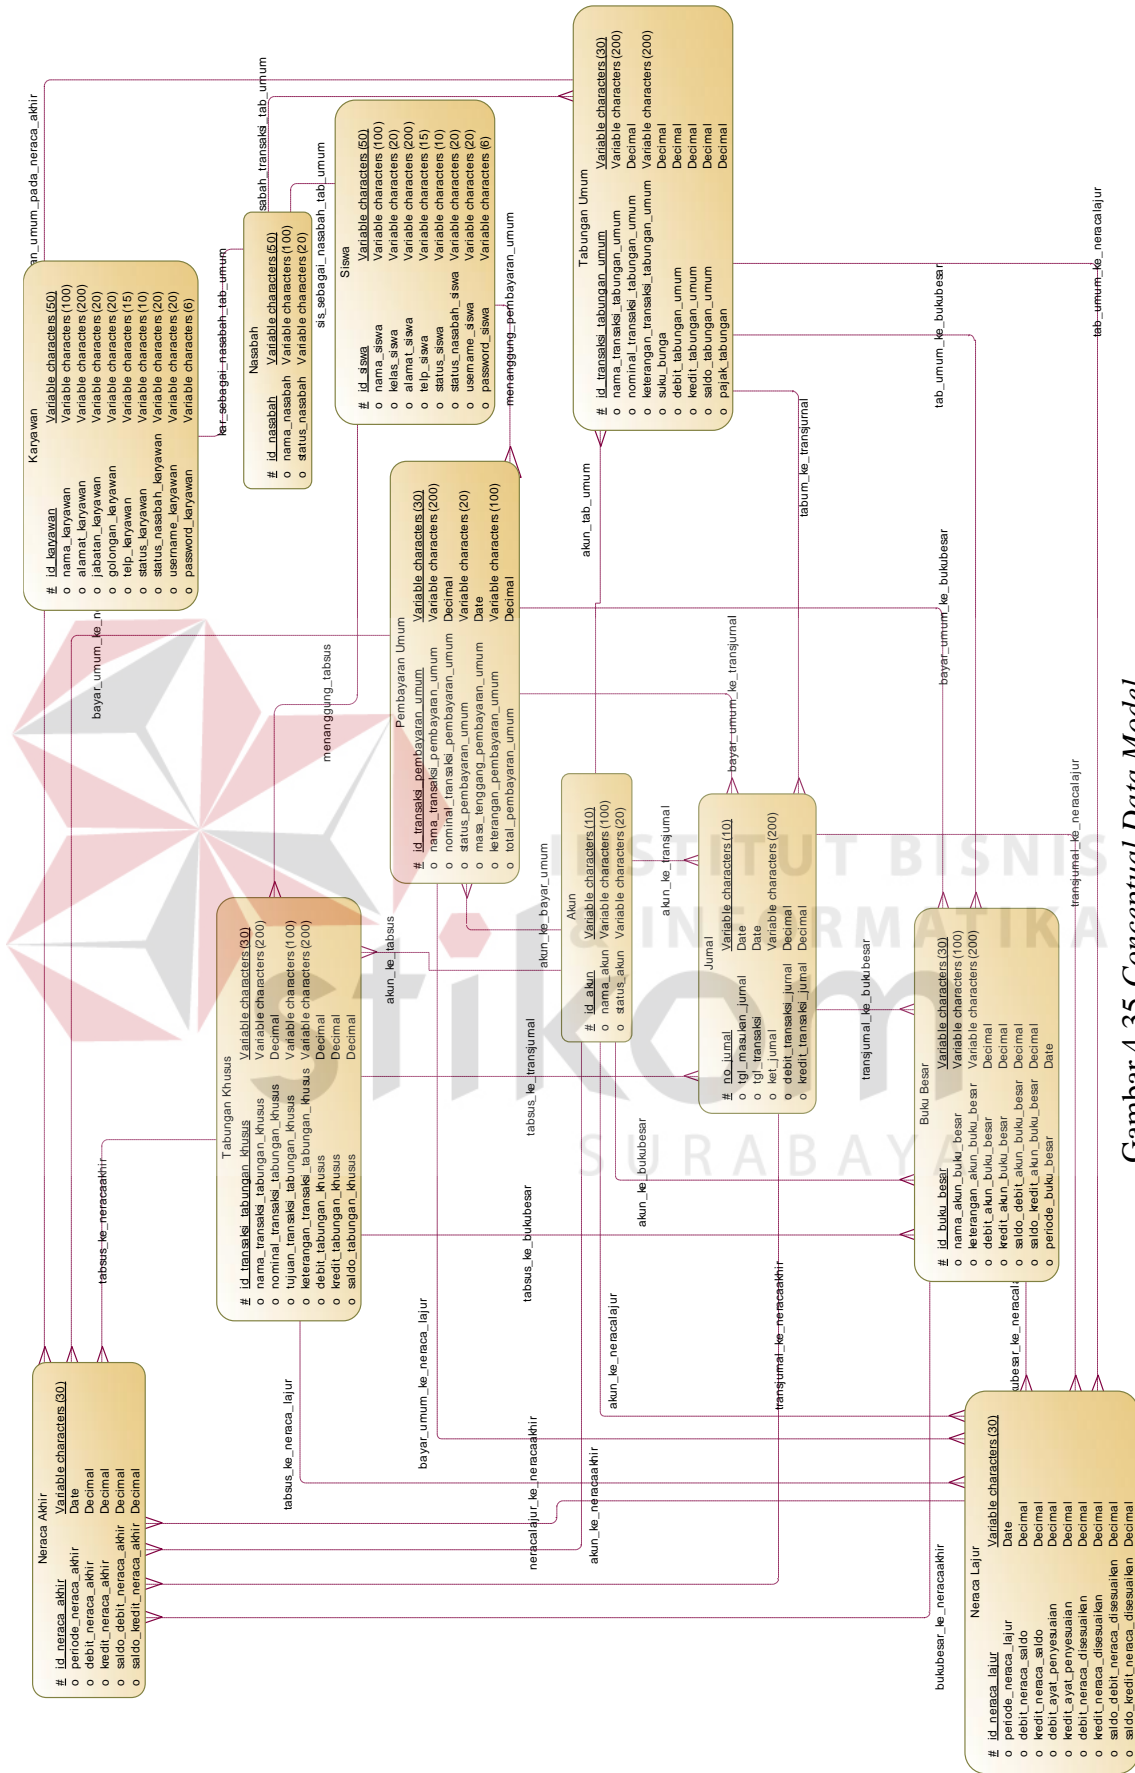 Neraca Akhir
# id_neraca_akhir Variable characters (30)
o periode_neraca_akhir Date
o debit_neraca_akhir Decimal
o kredit_neraca_akhir Decimal
o saldo_debit_neraca_akhir Decimal
o saldo_kredit_neraca_akhir Decimal
Karyawan
# id_karyawan Variable characters (50)
o nama_karyawan Variable characters (100)
o alamat_karyawan Variable characters (200)
o jabatan_karyawan Variable characters (20)
o golongan_karyawan Variable characters (20)
o telp_karyawan Variable characters (15)
o status_karyawan Variable characters (10)
o status_nasabah_karyawan Variable characters (20)
o username_karyawan Variable characters (20)
o password_karyawan Variable characters (6)
an_umum_pada_neraca_akhir
bayar_umum_ke_n
tabsus_ke_neracaakhir
kar_sebagai_nasabah_tab_umum
sabah_transaksi_tab_umum
Nasabah
# id_nasabah Variable characters (50)
o nama_nasabah Variable characters (100)
o status_nasabah Variable characters (20)
sis_sebagai_nasabah_tab_umum
Tabungan Khusus
# id_transaksi_tabungan_khusus Variable characters (30)
o nama_transaksi_tabungan_khusus Variable characters (200)
o nominal_transaksi_tabungan_khusus Decimal
o tujuan_transaksi_tabungan_khusus Variable characters (100)
o keterangan_transaksi_tabungan_khusus Variable characters (200)
o debit_tabungan_khusus Decimal
o kredit_tabungan_khusus Decimal
o saldo_tabungan_khusus Decimal
menanggung_tabsus
Siswa
# id_siswa Variable characters (50)
o nama_siswa Variable characters (100)
o kelas_siswa Variable characters (20)
o alamat_siswa Variable characters (200)
o telp_siswa Variable characters (15)
o status_siswa Variable characters (10)
o status_nasabah_siswa Variable characters (20)
o username_siswa Variable characters (20)
o password_siswa Variable characters (6)
tabsus_ke_neraca_lajur
akun_ke_tabsus
Pembayaran Umum
# id_transaksi_pembayaran_umum Variable characters (30)
o nama_transaksi_pembayaran_umum Variable characters (200)
o nominal_transaksi_pembayaran_umum Decimal
o status_pembayaran_umum Variable characters (20)
o masa_tenggang_pembayaran_umum Date
o keterangan_pembayaran_umum Variable characters (100)
o total_pembayaran_umum Decimal
menanggung_pembayaran_umum
bayar_umum_ke_neraca_lajur
neracalajur_ke_neracaakhir
tabsus_ke_bukubesar
tabsus_ke_transjurnal
akun_ke_bayar_umum
akun_ke_neracaakhir
akun_ke_neracalajur
akun_ke_bukubesar
akun_ke_transjurnal
akun_tab_umum
Akun
# id_akun Variable characters (10)
o nama_akun Variable characters (100)
o status_akun Variable characters (20)
Tabungan Umum
# id_transaksi_tabungan_umum Variable characters (30)
o nama_transaksi_tabungan_umum Variable characters (200)
o nominal_transaksi_tabungan_umum Decimal
o keterangan_transaksi_tabungan_umum Variable characters (200)
o suku_bunga Decimal
o debit_tabungan_umum Decimal
o kredit_tabungan_umum Decimal
o saldo_tabungan_umum Decimal
o pajak_tabungan Decimal
bayar_umum_ke_transjurnal
tabum_ke_transjurnal
transjurnal_ke_neracaakhir
Jurnal
# no_jurnal Variable characters (10)
o tgl_masukan_jurnal Date
o tgl_transaksi Date
o ket_jurnal Variable characters (200)
o debit_transaksi_jurnal Decimal
o kredit_transaksi_jurnal Decimal
transjurnal_ke_bukubesar
bukubesar_ke_neracaakhir
bayar_umum_ke_bukubesar
tab_umum_ke_bukubesar
Buku Besar
# id_buku_besar Variable characters (30)
o nama_akun_buku_besar Variable characters (100)
o keterangan_akun_buku_besar Variable characters (200)
o debit_akun_buku_besar Decimal
o kredit_akun_buku_besar Decimal
o saldo_debit_akun_buku_besar Decimal
o saldo_kredit_akun_buku_besar Decimal
o periode_buku_besar Date
ukubesar_ke_neracala
transjurnal_ke_neracalajur
tab_umum_ke_neracalajur
Neraca Lajur
# id_neraca_lajur Variable characters (30)
o periode_neraca_lajur Date
o debit_neraca_saldo Decimal
o kredit_neraca_saldo Decimal
o debit_ayat_penyesuaian Decimal
o kredit_ayat_penyesuaian Decimal
o debit_neraca_disesuaikan Decimal
o kredit_neraca_disesuaikan Decimal
o saldo_debit_neraca_disesuaikan Decimal
o saldo_kredit_neraca_disesuaikan Decimal
Gambar 4.35 Conceptual Data Model
INSTITUT BISNIS
& INFORMATIKA
stikom
SURABAYA